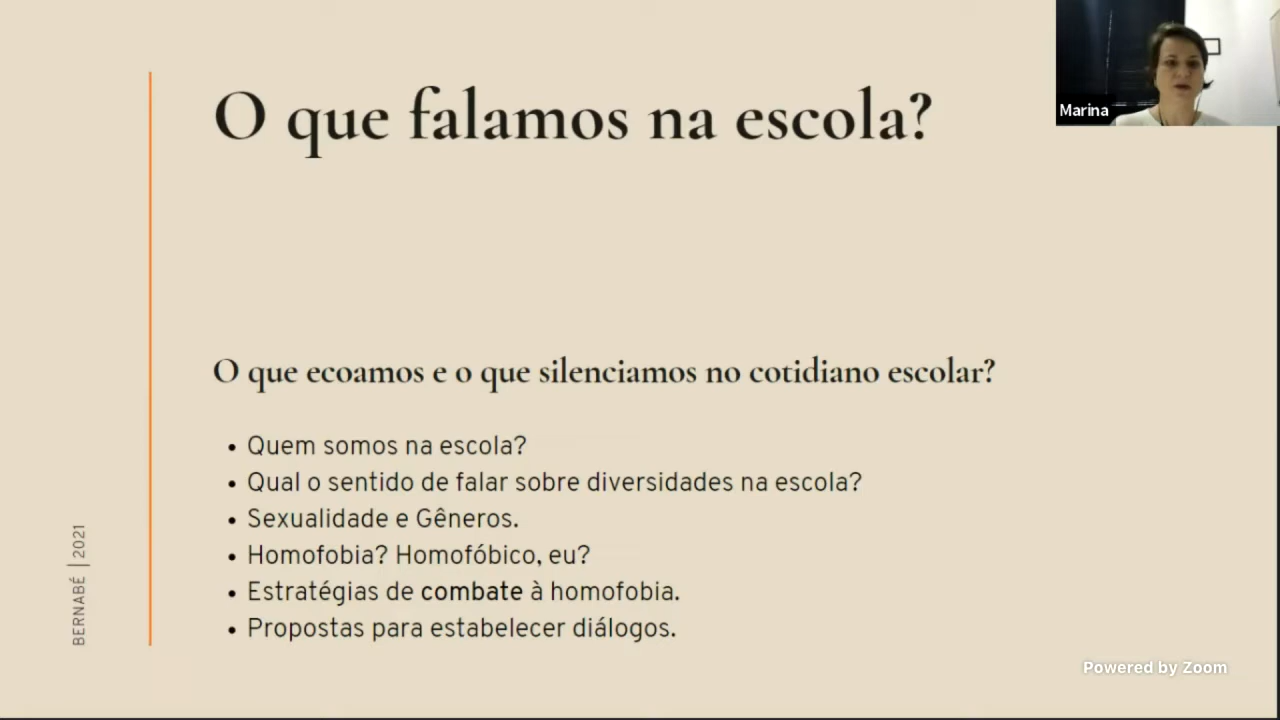 O que falamos na escola?
Marina
O que ecoamos e o que silenciamos no cotidiano escolar?
• Quem somos na escola?
• Qual o sentido de falar sobre diversidades na escola?
• Sexualidade e Gêneros.
• Homofobia? Homofóbico, eu?
• Estratégias de combate à homofobia.
• Propostas para estabelecer diálogos.
BERNABÉ | 2021
Powered by Zoom